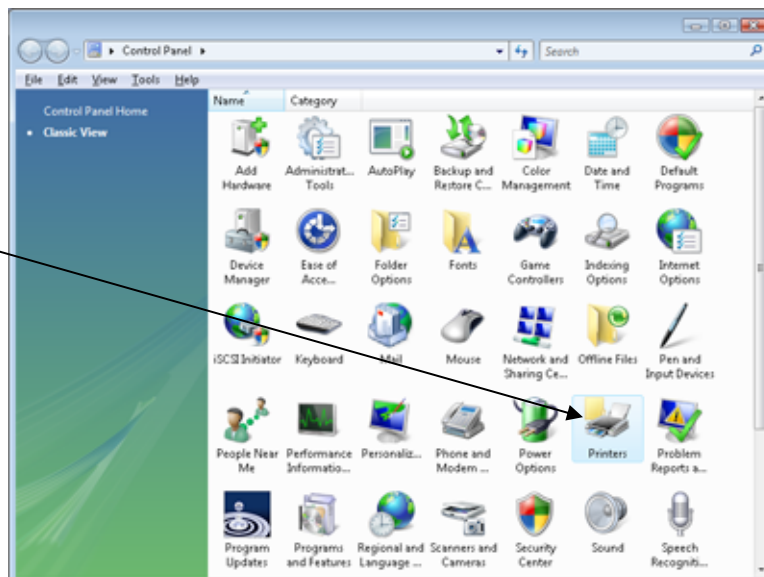 Control Panel
Search
File Edit View Tools Help
Control Panel Home
Classic View
Name Category
Add Hardware
Administrat... Tools
AutoPlay
Backup and Restore C...
Color Management
Date and Time
Default Programs
Device Manager
Ease of Acce...
Folder Options
Fonts
Game Controllers
Indexing Options
Internet Options
iSCSI Initiator
Keyboard
Mail
Mouse
Network and Sharing Ce...
Offline Files
Pen and Input Devices
People Near Me
Performance Informatio...
Personaliz...
Phone and Modem ...
Power Options
Printers
Problem Reports a...
Program Updates
Programs and Features
Regional and Language ...
Scanners and Cameras
Security Center
Sound
Speech Recogniti...